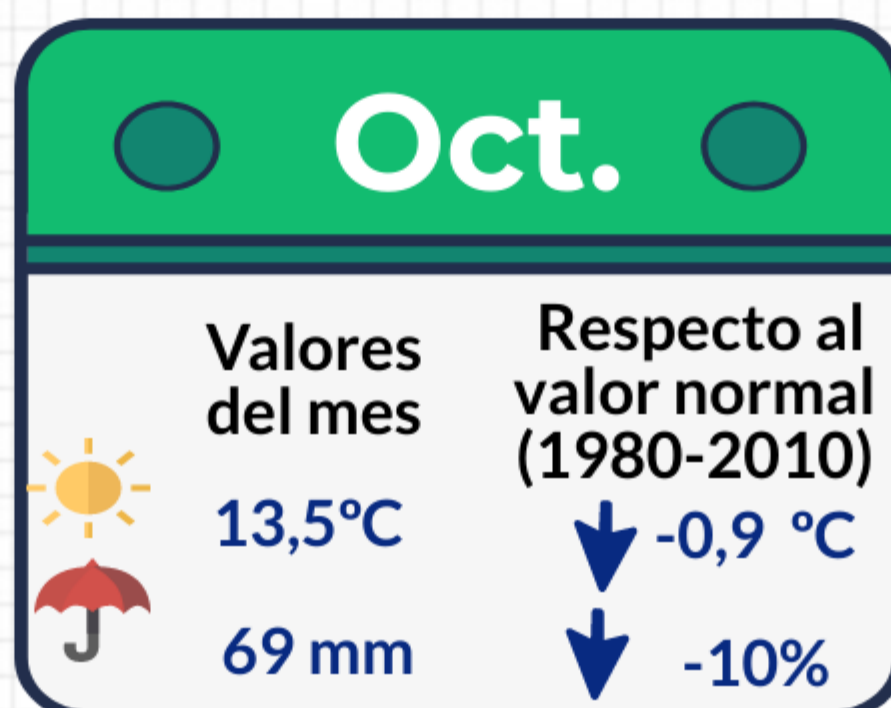 Oct.
Valores
del mes
Respecto al
valor normal
(1980-2010)
13,5ºC
-0,9 ºC
69 mm
-10%